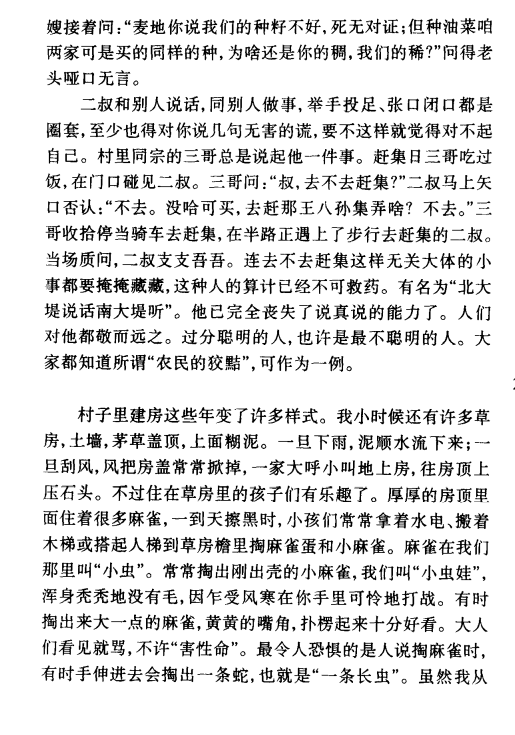 嫂接着问:“麦地你说我们的种籽不好,死无对证;但种油菜咱
两家可是买的同样的种,为啥还是你的稠,我们的稀?”问得老
头哑口无言。
二叔和别人说话,同别人做事,举手投足、张口闭口都是
圈套,至少也得对你说几句无害的谎,要不这样就觉得对不起
自己。村里同宗的三哥总是说起他一件事。赶集日三哥吃过
饭,在门口碰见二叔。三哥问:“叔,去不去赶集?”二叔马上矢
口否认:“不去。没哈可买,去赶那王八孙集弄啥?不去。”三
哥收拾停当骑车去赶集,在半路正遇上了步行去赶集的二叔。
当场质问,二叔支支吾吾。连去不去赶集这样无关大体的小
事都要掩掩藏藏,这种人的算计已经不可救药。有名为“北大
堤说话南大堤听”。他已完全丧失了说真说的能力了。人们
对他都敬而远之。过分聪明的人,也许是最不聪明的人。大
家都知道所谓“农民的狡黠”,可作为一例。
村子里建房这些年变了许多样式。我小时候还有许多草
房,土墙,茅草盖顶,上面糊泥。一旦下雨,泥顺水流下来;一
旦刮风,风把房盖常常掀掉,一家大呼小叫地上房,往房顶上
压石头。不过住在草房里的孩子们有乐趣了。厚厚的房顶里
面住着很多麻雀,一到天擦黑时,小孩们常常拿着水电、搬着
木梯或搭起人梯到草房檐里掏麻雀蛋和小麻雀。麻雀在我们
那里叫“小虫”。常常掏出刚出壳的小麻雀,我们叫“小虫娃”,
浑身秃秃地没有毛,因乍受风寒在你手里可怜地打战。有时
掏出来大一点的麻雀,黄黄的嘴角,扑楞起来十分好看。大人
们看见就骂,不许“害性命”。最令人恐惧的是人说掏麻雀时,
有时手伸进去会掏出一条蛇,也就是“一条长虫”。虽然我从